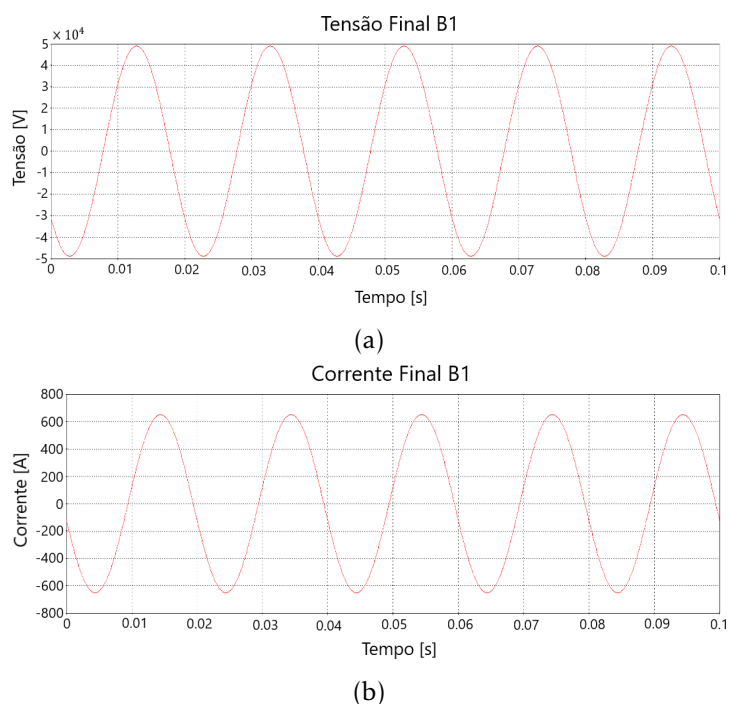 Tensão Final B1
× 10⁴
5
4
3
2
1
0
-1
-2
-3
-4
-5
Tensão [V]
0 0.01 0.02 0.03 0.04 0.05 0.06 0.07 0.08 0.09 0.1
Tempo [s]
(a)
Corrente Final B1
800
600
400
200
0
-200
-400
-600
-800
Corrente [A]
0 0.01 0.02 0.03 0.04 0.05 0.06 0.07 0.08 0.09 0.1
Tempo [s]
(b)